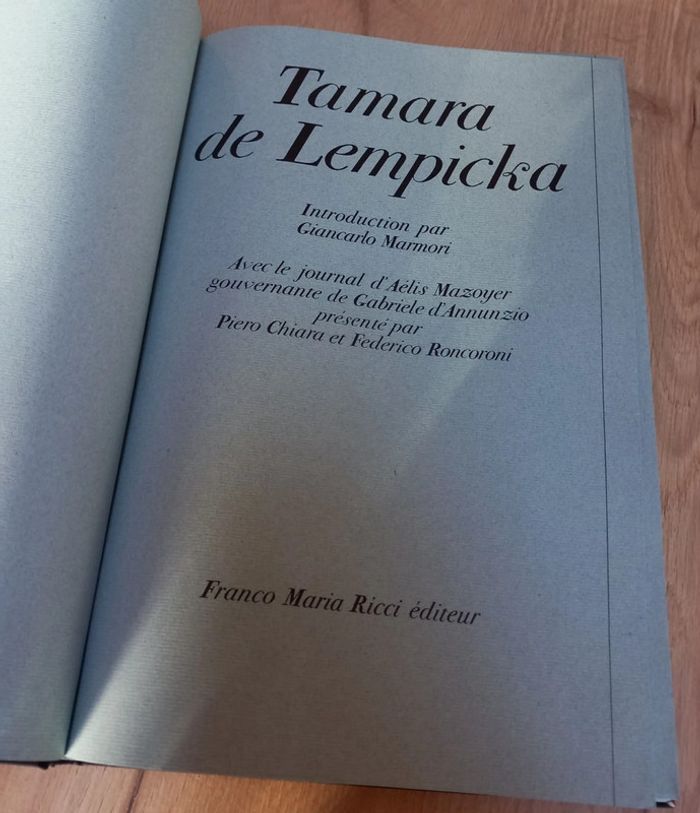 Tamara
de Lempicka
Introduction par
Giancarlo Marmori
Avec le journal d'Aélis Mazoyer
gouvernante de Gabriele d'Annunzio
présenté par
Piero Chiara et Federico Roncoroni
Franco Maria Ricci éditeur